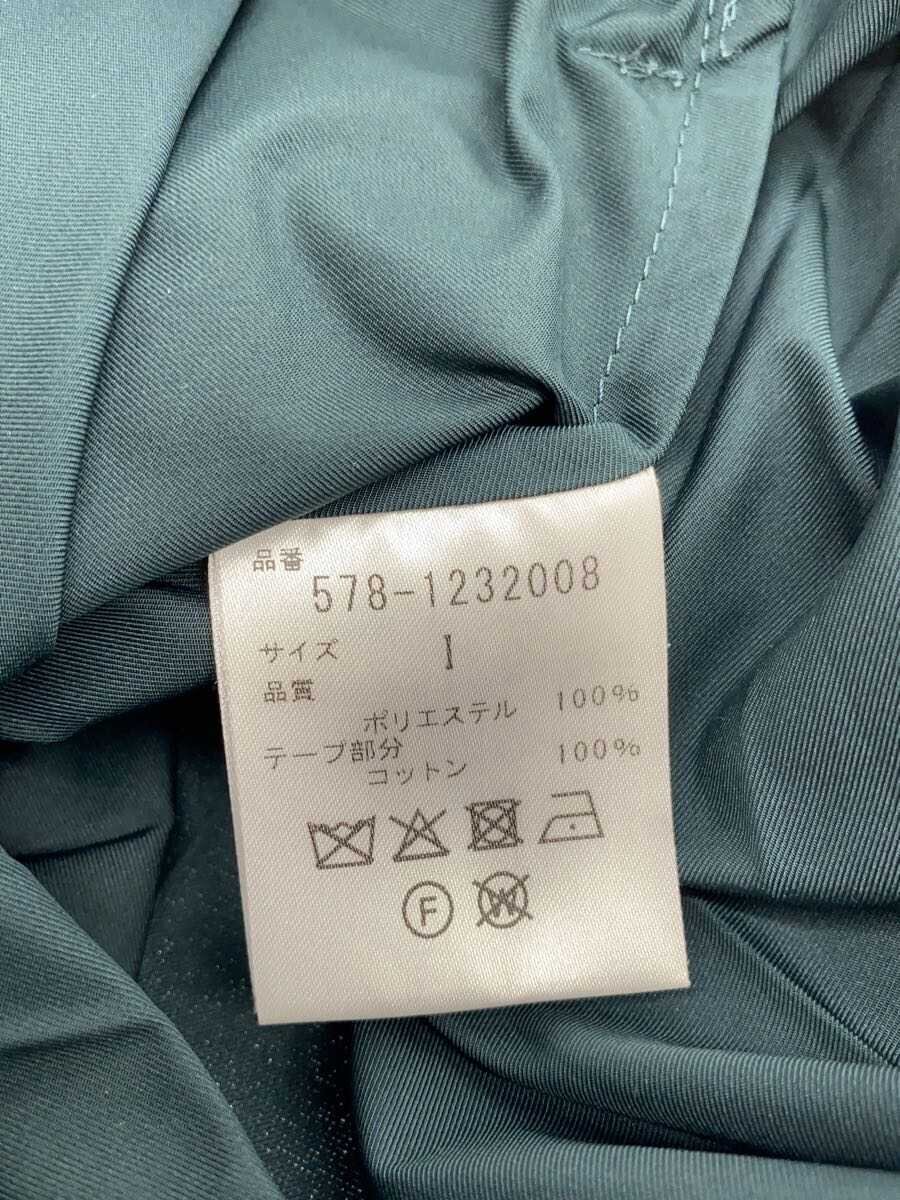 品番
578-1232008
サイズ I
品質
ポリエステル 100%
テープ部分
コットン 100%
F W